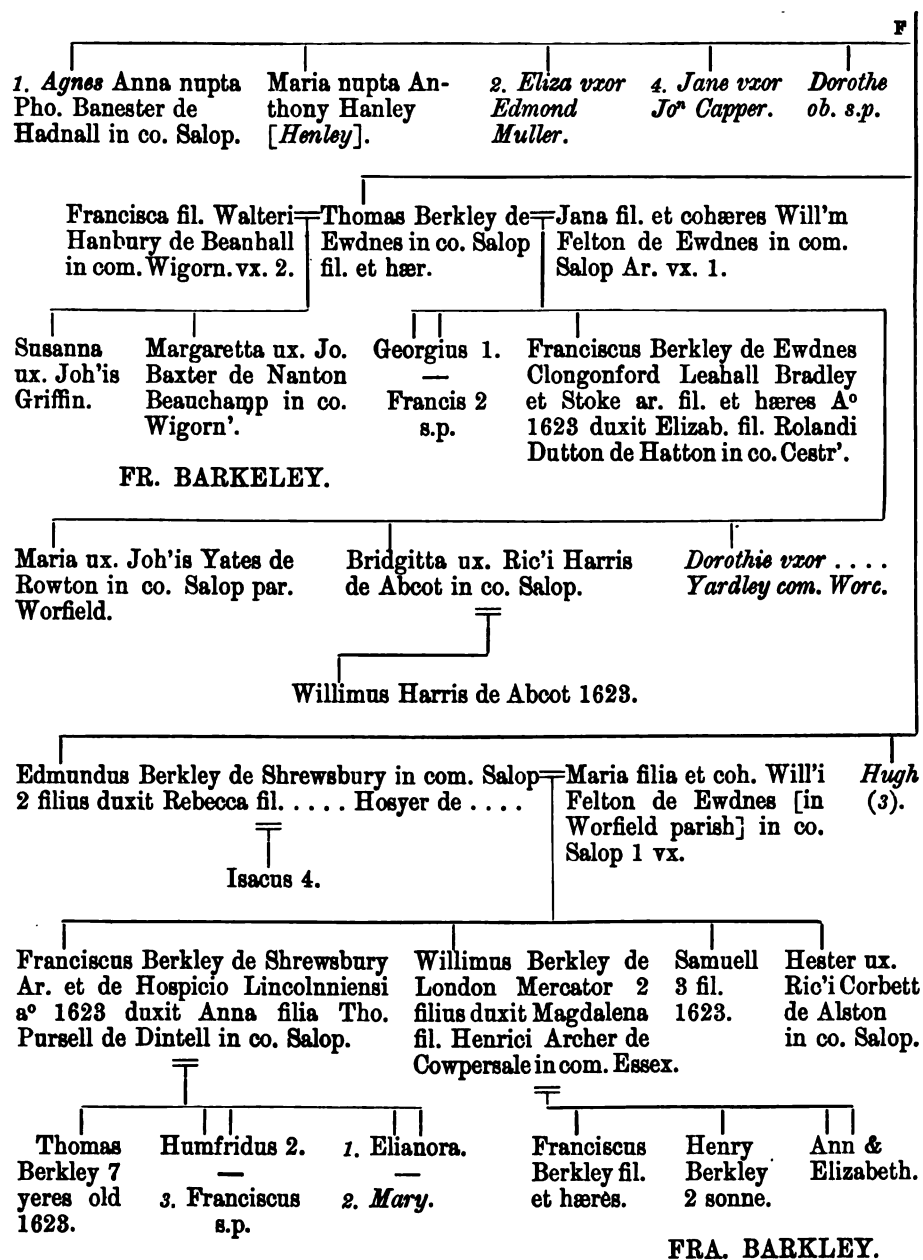 F
1. Agnes Anna nupta
Pho. Banester de
Hadnall in co. Salop.
Maria nupta An-
thony Hanley
[Henley].
2. Eliza vxor
Edmond
Muller.
4. Jane vxor
Joⁿ Capper.
Dorothe
ob. s.p.
Francisca fil. Walteri
Hanbury de Beanhall
in com. Wigorn. vx. 2.
Thomas Berkley de
Ewdnes in co. Salop
fil. et hær.
Jana fil. et cohæres Will'm
Felton de Ewdnes in com.
Salop Ar. vx. 1.
Susanna
ux. Joh'is
Griffin.
Margaretta ux. Jo.
Baxter de Nanton
Beauchamp in co.
Wigorn'.
Georgius 1.
—
Francis 2
s.p.
Franciscus Berkley de Ewdnes
Clongonford Leahall Bradley
et Stoke ar. fil. et hæres Aº
1623 duxit Elizab. fil. Rolandi
Dutton de Hatton in co. Cestr'.
FR. BARKELEY.
Maria ux. Joh'is Yates de
Rowton in co. Salop par.
Worfield.
Bridgitta ux. Ric'i Harris
de Abcot in co. Salop.
Dorothie vxor . . . .
Yardley com. Worc.
Willimus Harris de Abcot 1623.
Edmundus Berkley de Shrewsbury in com. Salop
2 filius duxit Rebecca fil. . . . . . Hosyer de . . . .
Maria filia et coh. Will'i
Felton de Ewdnes [in
Worfield parish] in co.
Salop 1 vx.
Hugh
(3).
Isacus 4.
Franciscus Berkley de Shrewsbury
Ar. et de Hospicio Lincolnniensi
aº 1623 duxit Anna filia Tho.
Pursell de Dintell in co. Salop.
Willimus Berkley de
London Mercator 2
filius duxit Magdalena
fil. Henrici Archer de
Cowpersale in com. Essex.
Samuell
3 fil.
1623.
Hester ux.
Ric'i Corbett
de Alston
in co. Salop.
Thomas
Berkley 7
yeres old
1623.
Humfridus 2.
—
3. Franciscus
s.p.
1. Elianora.
—
2. Mary.
Franciscus
Berkley fil.
et hærès.
Henry
Berkley
2 sonne.
Ann &
Elizabeth.
FRA. BARKLEY.